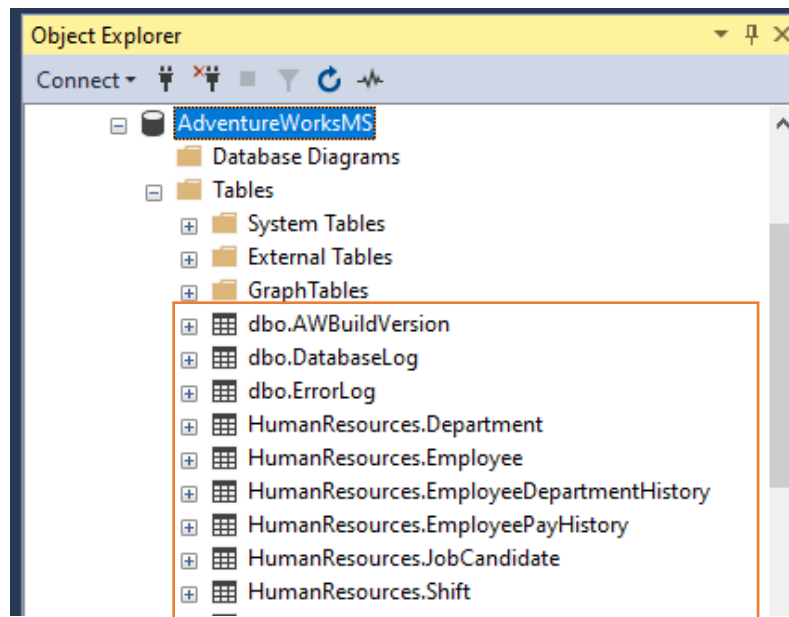 Object Explorer
Connect
AdventureWorksMS
Database Diagrams
Tables
System Tables
External Tables
GraphTables
dbo.AWBuildVersion
dbo.DatabaseLog
dbo.ErrorLog
HumanResources.Department
HumanResources.Employee
HumanResources.EmployeeDepartmentHistory
HumanResources.EmployeePayHistory
HumanResources.JobCandidate
HumanResources.Shift